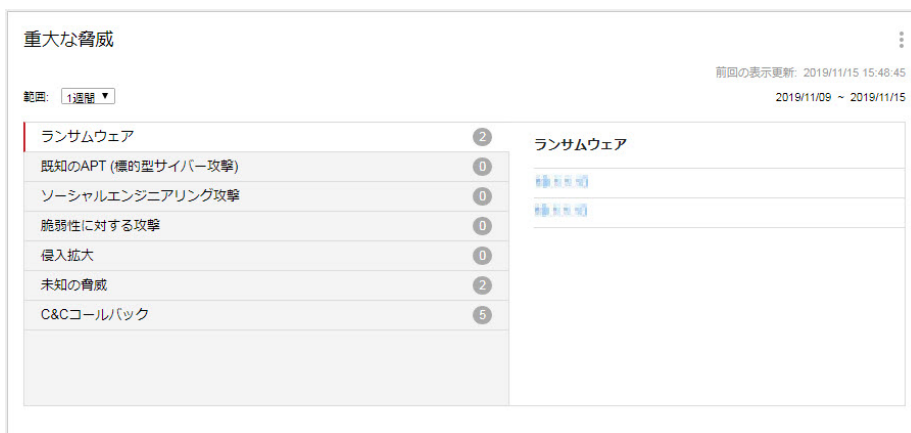 重大な脅威
前回の表示更新: 2019/11/15 15:48:45
範囲: 1週間 ▼
2019/11/09 ~ 2019/11/15
ランサムウェア 2
既知のAPT (標的型サイバー攻撃) 0
ソーシャルエンジニアリング攻撃 0
脆弱性に対する攻撃 0
侵入拡大 0
未知の脅威 2
C&Cコールバック 5
ランサムウェア